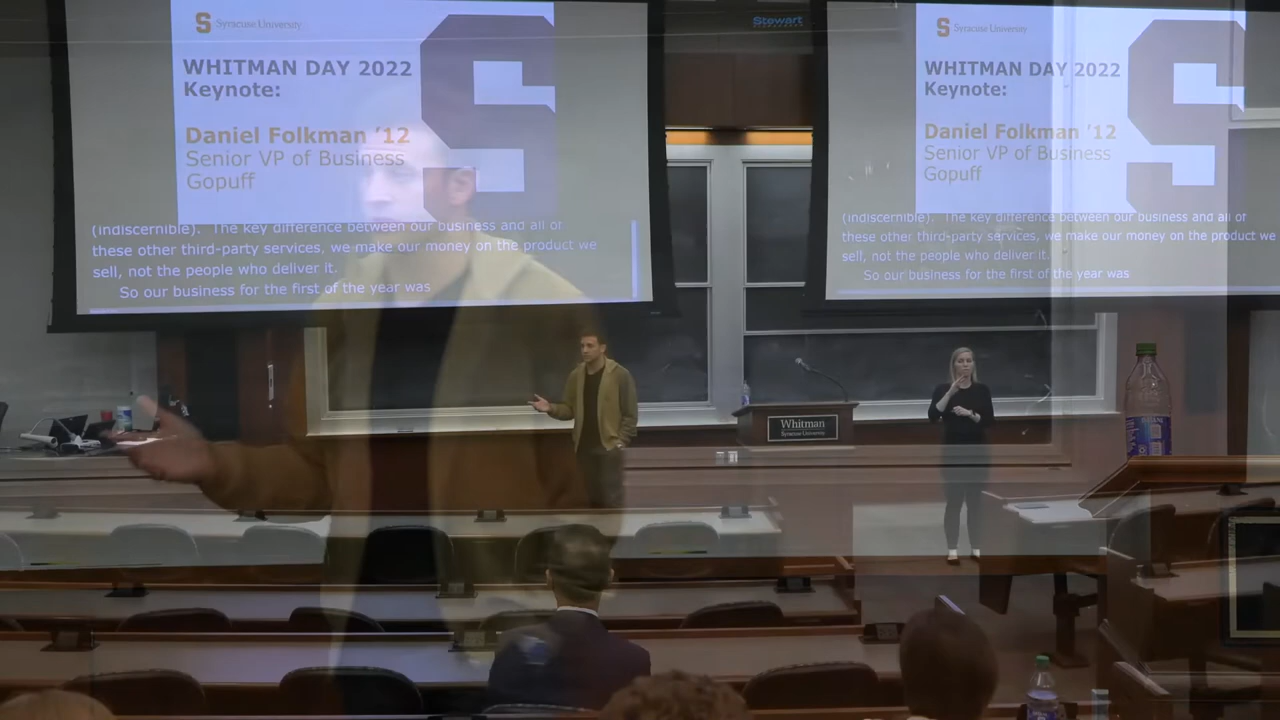 S Syracuse University
WHITMAN DAY 2022
Keynote:
Daniel Folkman ’12
Senior VP of Business
Gopuff
S
(indiscernible). The key difference between our business and all of
these other third-party services, we make our money on the product we
sell, not the people who deliver it.
So our business for the first of the year was
Stewart
S Syracuse University
WHITMAN DAY 2022
Keynote:
Daniel Folkman ’12
Senior VP of Business
Gopuff
S
(indiscernible). The key difference between our business and all of
these other third-party services, we make our money on the product we
sell, not the people who deliver it.
So our business for the first of the year was
Whitman
Syracuse University